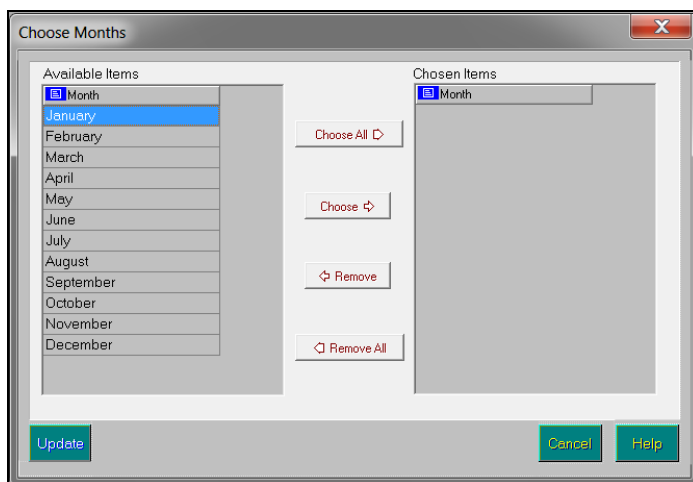 Choose Months
X
Available Items
Month
January
February
March
April
May
June
July
August
September
October
November
December
Choose All
Choose
Remove
Remove All
Chosen Items
Month
Update
Cancel
Help